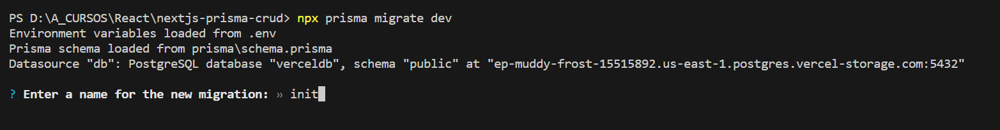 PS D:\A_CURSOS\React\nextjs-prisma-crud> npx prisma migrate dev
Environment variables loaded from .env
Prisma schema loaded from prisma\schema.prisma
Datasource "db": PostgreSQL database "verceldb", schema "public" at "ep-muddy-frost-15515892.us-east-1.postgres.vercel-storage.com:5432"
? Enter a name for the new migration: » init